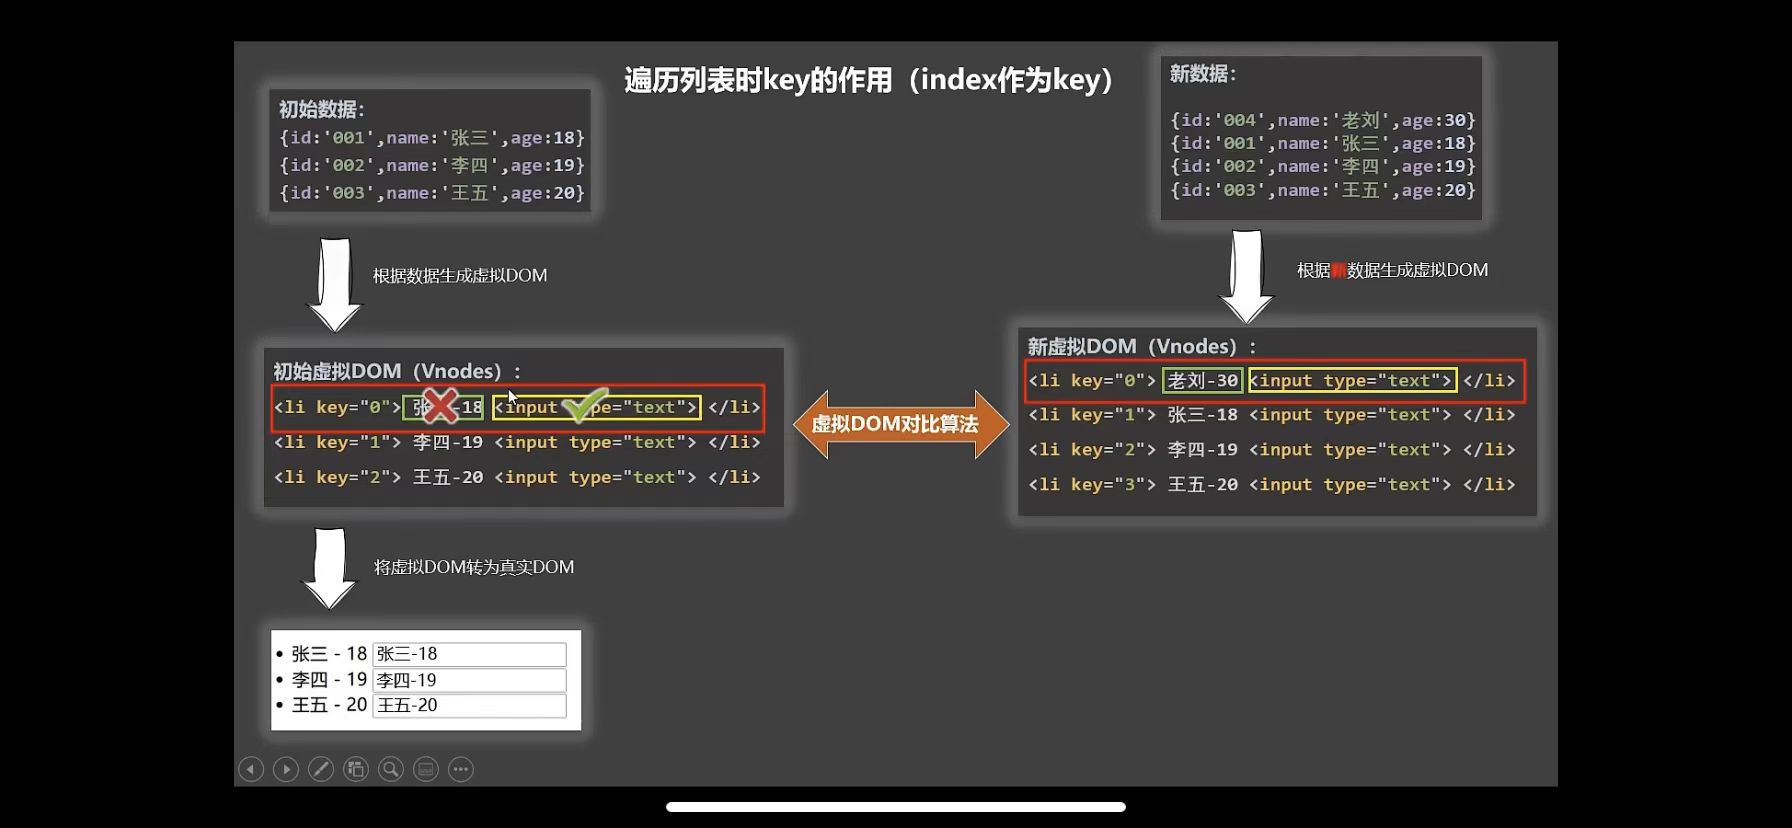 遍历列表时key的作用（index作为key）
初始数据：
{id:'001',name:'张三',age:18}
{id:'002',name:'李四',age:19}
{id:'003',name:'王五',age:20}
新数据：
{id:'004',name:'老刘',age:30}
{id:'001',name:'张三',age:18}
{id:'002',name:'李四',age:19}
{id:'003',name:'王五',age:20}
根据数据生成虚拟DOM
根据新数据生成虚拟DOM
初始虚拟DOM（Vnodes）：
<li key="0"> 张三-18 <input type="text"> </li>
<li key="1"> 李四-19 <input type="text"> </li>
<li key="2"> 王五-20 <input type="text"> </li>
虚拟DOM对比算法
新虚拟DOM（Vnodes）：
<li key="0"> 老刘-30 <input type="text"> </li>
<li key="1"> 张三-18 <input type="text"> </li>
<li key="2"> 李四-19 <input type="text"> </li>
<li key="3"> 王五-20 <input type="text"> </li>
将虚拟DOM转为真实DOM
• 张三 - 18 张三-18
• 李四 - 19 李四-19
• 王五 - 20 王五-20